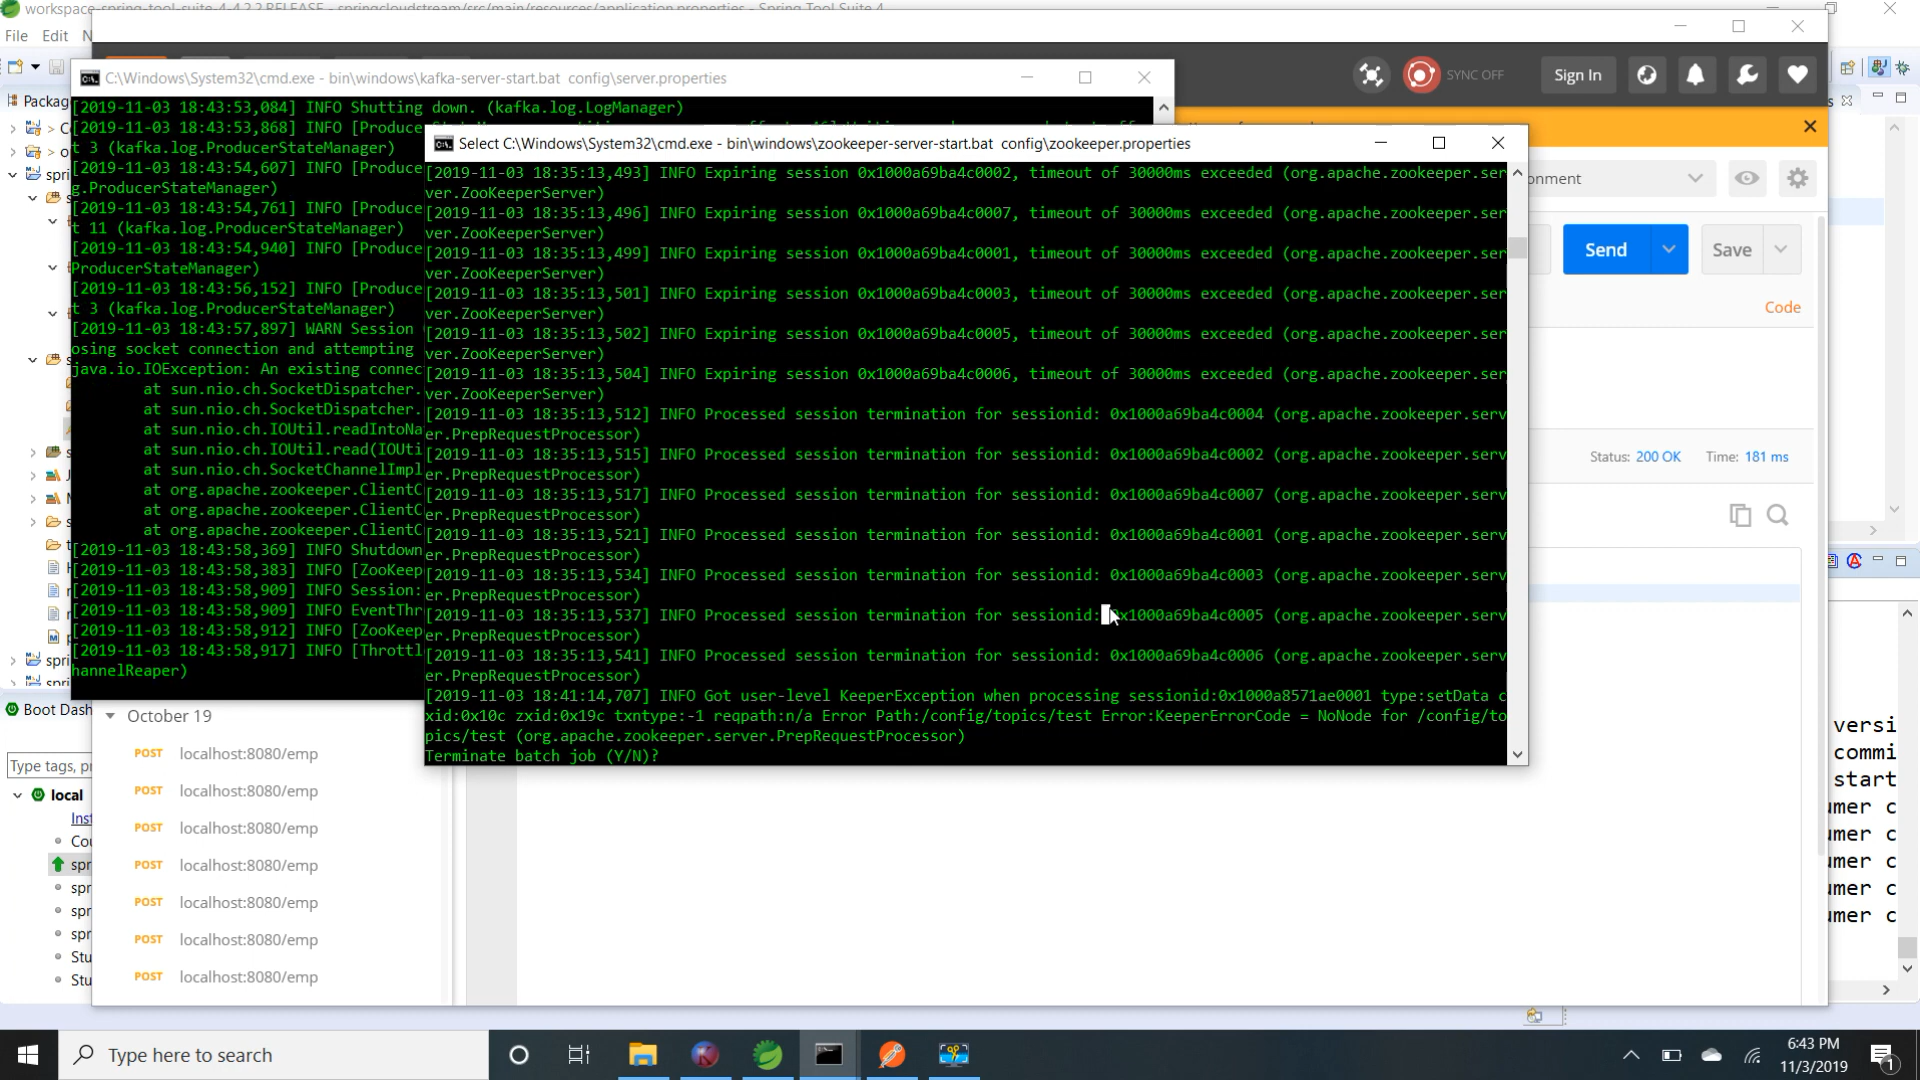 workspace-spring-tool-suite-4-4.2.2.RELEASE - springcloudstream/src/main/resources/application.properties - Spring Tool Suite 4
File Edit
SYNC OFF
Sign In
C:\Windows\System32\cmd.exe - bin\windows\kafka-server-start.bat config\server.properties
[2019-11-03 18:43:53,084] INFO Shutting down. (kafka.log.LogManager)
[2019-11-03 18:43:53,868] INFO [Produce
t 3 (kafka.log.ProducerStateManager)
[2019-11-03 18:43:54,607] INFO [Produce
g.ProducerStateManager)
[2019-11-03 18:43:54,761] INFO [Produce
t 11 (kafka.log.ProducerStateManager)
[2019-11-03 18:43:54,940] INFO [Produce
ProducerStateManager)
[2019-11-03 18:43:56,152] INFO [Produce
t 3 (kafka.log.ProducerStateManager)
[2019-11-03 18:43:57,897] WARN Session
osing socket connection and attempting
java.io.IOException: An existing connec
at sun.nio.ch.SocketDispatcher.
at sun.nio.ch.SocketDispatcher.
at sun.nio.ch.IOUtil.readIntoNa
at sun.nio.ch.IOUtil.read(IOUti
at sun.nio.ch.SocketChannelImpl
at org.apache.zookeeper.ClientC
at org.apache.zookeeper.ClientC
at org.apache.zookeeper.ClientC
[2019-11-03 18:43:58,369] INFO Shutdown
[2019-11-03 18:43:58,383] INFO [ZooKeep
[2019-11-03 18:43:58,909] INFO Session:
[2019-11-03 18:43:58,909] INFO EventThr
[2019-11-03 18:43:58,912] INFO [ZooKeep
[2019-11-03 18:43:58,917] INFO [Throttl
hannelReaper)
Select C:\Windows\System32\cmd.exe - bin\windows\zookeeper-server-start.bat config\zookeeper.properties
[2019-11-03 18:35:13,493] INFO Expiring session 0x1000a69ba4c0002, timeout of 30000ms exceeded (org.apache.zookeeper.ser
ver.ZooKeeperServer)
[2019-11-03 18:35:13,496] INFO Expiring session 0x1000a69ba4c0007, timeout of 30000ms exceeded (org.apache.zookeeper.ser
ver.ZooKeeperServer)
[2019-11-03 18:35:13,499] INFO Expiring session 0x1000a69ba4c0001, timeout of 30000ms exceeded (org.apache.zookeeper.ser
ver.ZooKeeperServer)
[2019-11-03 18:35:13,501] INFO Expiring session 0x1000a69ba4c0003, timeout of 30000ms exceeded (org.apache.zookeeper.ser
ver.ZooKeeperServer)
[2019-11-03 18:35:13,502] INFO Expiring session 0x1000a69ba4c0005, timeout of 30000ms exceeded (org.apache.zookeeper.ser
ver.ZooKeeperServer)
[2019-11-03 18:35:13,504] INFO Expiring session 0x1000a69ba4c0006, timeout of 30000ms exceeded (org.apache.zookeeper.ser
ver.ZooKeeperServer)
[2019-11-03 18:35:13,512] INFO Processed session termination for sessionid: 0x1000a69ba4c0004 (org.apache.zookeeper.serv
er.PrepRequestProcessor)
[2019-11-03 18:35:13,515] INFO Processed session termination for sessionid: 0x1000a69ba4c0002 (org.apache.zookeeper.serv
er.PrepRequestProcessor)
[2019-11-03 18:35:13,517] INFO Processed session termination for sessionid: 0x1000a69ba4c0007 (org.apache.zookeeper.serv
er.PrepRequestProcessor)
[2019-11-03 18:35:13,521] INFO Processed session termination for sessionid: 0x1000a69ba4c0001 (org.apache.zookeeper.serv
er.PrepRequestProcessor)
[2019-11-03 18:35:13,534] INFO Processed session termination for sessionid: 0x1000a69ba4c0003 (org.apache.zookeeper.serv
er.PrepRequestProcessor)
[2019-11-03 18:35:13,537] INFO Processed session termination for sessionid: 0x1000a69ba4c0005 (org.apache.zookeeper.serv
er.PrepRequestProcessor)
[2019-11-03 18:35:13,541] INFO Processed session termination for sessionid: 0x1000a69ba4c0006 (org.apache.zookeeper.serv
er.PrepRequestProcessor)
[2019-11-03 18:41:14,707] INFO Got user-level KeeperException when processing sessionid:0x1000a8571ae0001 type:setData c
xid:0x10c zxid:0x19c txntype:-1 reqpath:n/a Error Path:/config/topics/test Error:KeeperErrorCode = NoNode for /config/to
pics/test (org.apache.zookeeper.server.PrepRequestProcessor)
Terminate batch job (Y/N)?
Packag
spri
spri
spri
onment
Send
Save
Code
Status: 200 OK Time: 181 ms
Boot Dash
Type tags, pr
local
Inst
Cou
spr
spr
spr
spr
Stu
Stu
October 19
POST localhost:8080/emp
POST localhost:8080/emp
POST localhost:8080/emp
POST localhost:8080/emp
POST localhost:8080/emp
POST localhost:8080/emp
POST localhost:8080/emp
versi
commi
start
umer c
umer c
umer c
umer c
umer c
Type here to search
6:43 PM
11/3/2019
1